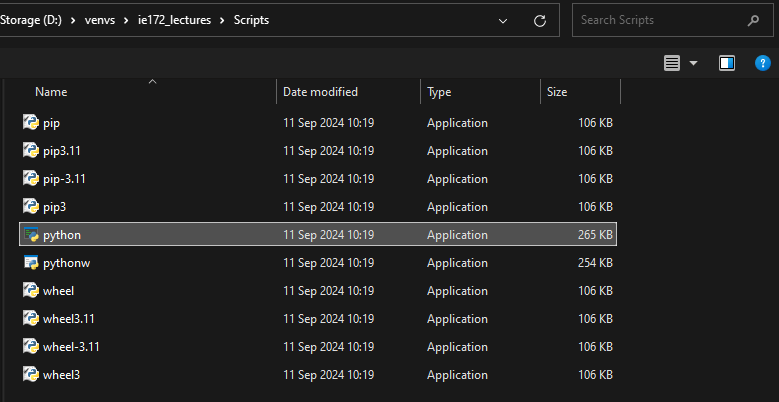 Storage (D:) > venvs > ie172_lectures > Scripts
Search Scripts
Name Date modified Type Size
pip 11 Sep 2024 10:19 Application 106 KB
pip3.11 11 Sep 2024 10:19 Application 106 KB
pip-3.11 11 Sep 2024 10:19 Application 106 KB
pip3 11 Sep 2024 10:19 Application 106 KB
python 11 Sep 2024 10:19 Application 265 KB
pythonw 11 Sep 2024 10:19 Application 254 KB
wheel 11 Sep 2024 10:19 Application 106 KB
wheel3.11 11 Sep 2024 10:19 Application 106 KB
wheel-3.11 11 Sep 2024 10:19 Application 106 KB
wheel3 11 Sep 2024 10:19 Application 106 KB